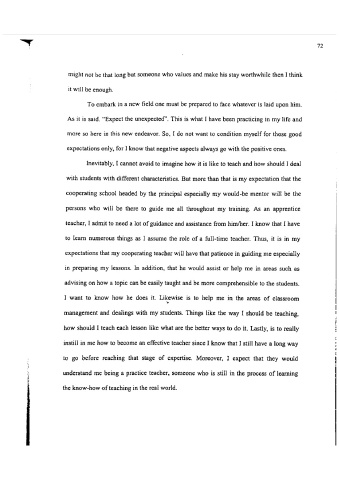 72
might not be that long but someone who values and make his stay worthwhile then I think
it will be enough.
To embark in a new field one must be prepared to face whatever is laid upon him.
As it is said. "Expect the unexpected". This is what I have been practicing in my life and
more so here in this new endeavor. So, I do not want to condition myself for those good
expectations only, for I know that negative aspects always go with the positive ones.
Inevitably, I cannot avoid to imagine how it is like to teach and how should I deal
with students with different characteristics. But more than that is my expectation that the
cooperating school headed by the principal especially my would-be mentor will be the
persons who will be there to guide me all throughout my training. As an apprentice
teacher, I admit to need a lot of guidance and assistance from him/her. I know that I have
to learn numerous things as I assume the role of a full-time teacher. Thus, it is in my
expectations that my cooperating teacher will have that patience in guiding me especially
in preparing my lessons. In addition, that he would assist or help me in areas such as
advising on how a topic can be easily taught and be more comprehensible to the students.
I want to know how he does it. Likewise is to help me in the areas of classroom
management and dealings with my students. Things like the way I should be teaching,
how should I teach each lesson like what are the better ways to do it. Lastly, is to really
instill in me how to become an effective teacher since I know that I still have a long way
to go before reaching that stage of expertise. Moreover, I expect that they would
understand me being a practice teacher, someone who is still in the process of learning
the know-how of teaching in the real world.